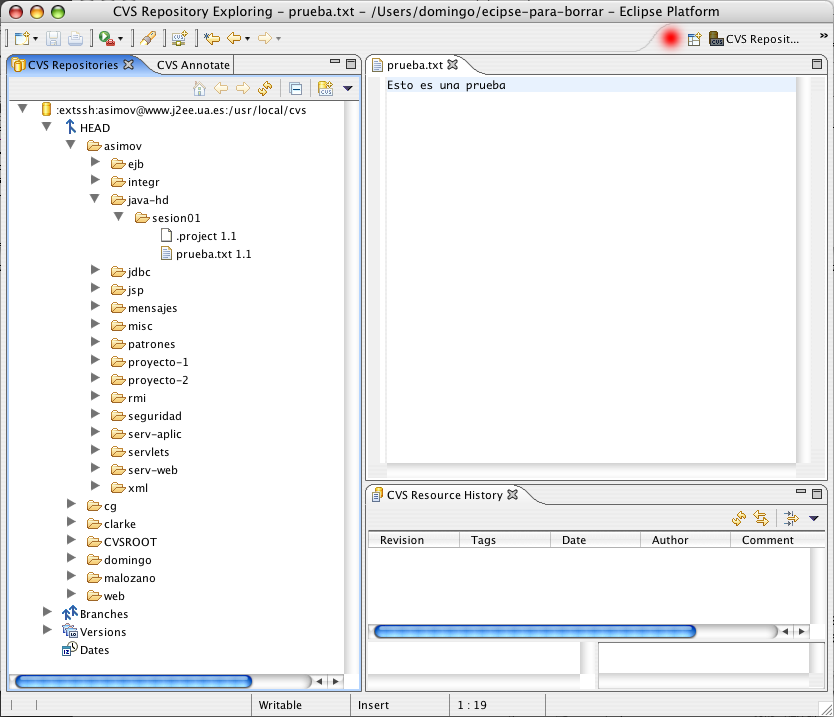 CVS Repository Exploring - prueba.txt - /Users/domingo/ecipse-para-borrar - Eclipse Platform
CVS Reposit...
CVS Repositories
CVS Annotate
:extssh:asimov@www.j2ee.ua.es:/usr/local/cvs
HEAD
asimov
ejb
integr
java-hd
sesion01
.project 1.1
prueba.txt 1.1
jdbc
jsp
mensajes
misc
patrones
proyecto-1
proyecto-2
rmi
seguridad
serv-aplic
servlets
serv-web
xml
cg
clarke
CVSROOT
domingo
malozano
web
Branches
Versions
Dates
prueba.txt
Esto es una prueba
CVS Resource History
Revision Tags Date Author Comment
Writable Insert 1 : 19